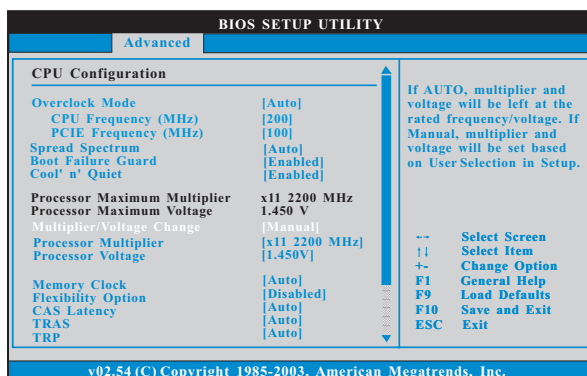 BIOS SETUP UTILITY
Advanced
CPU Configuration
Overclock Mode [Auto]
CPU Frequency (MHz) [200]
PCIE Frequency (MHz) [100]
Spread Spectrum [Auto]
Boot Failure Guard [Enabled]
Cool' n' Quiet [Enabled]
Processor Maximum Multiplier x11 2200 MHz
Processor Maximum Voltage 1.450 V
Multiplier/Voltage Change [Manual]
Processor Multiplier [x11 2200 MHz]
Processor Voltage [1.450V]
Memory Clock [Auto]
Flexibility Option [Disabled]
CAS Latency [Auto]
TRAS [Auto]
TRP [Auto]
If AUTO, multiplier and
voltage will be left at the
rated frequency/voltage. If
Manual, multiplier and
voltage will be set based
on User Selection in Setup.
←→ Select Screen
↑↓ Select Item
+- Change Option
F1 General Help
F9 Load Defaults
F10 Save and Exit
ESC Exit
v02.54 (C) Copyright 1985-2003, American Megatrends, Inc.